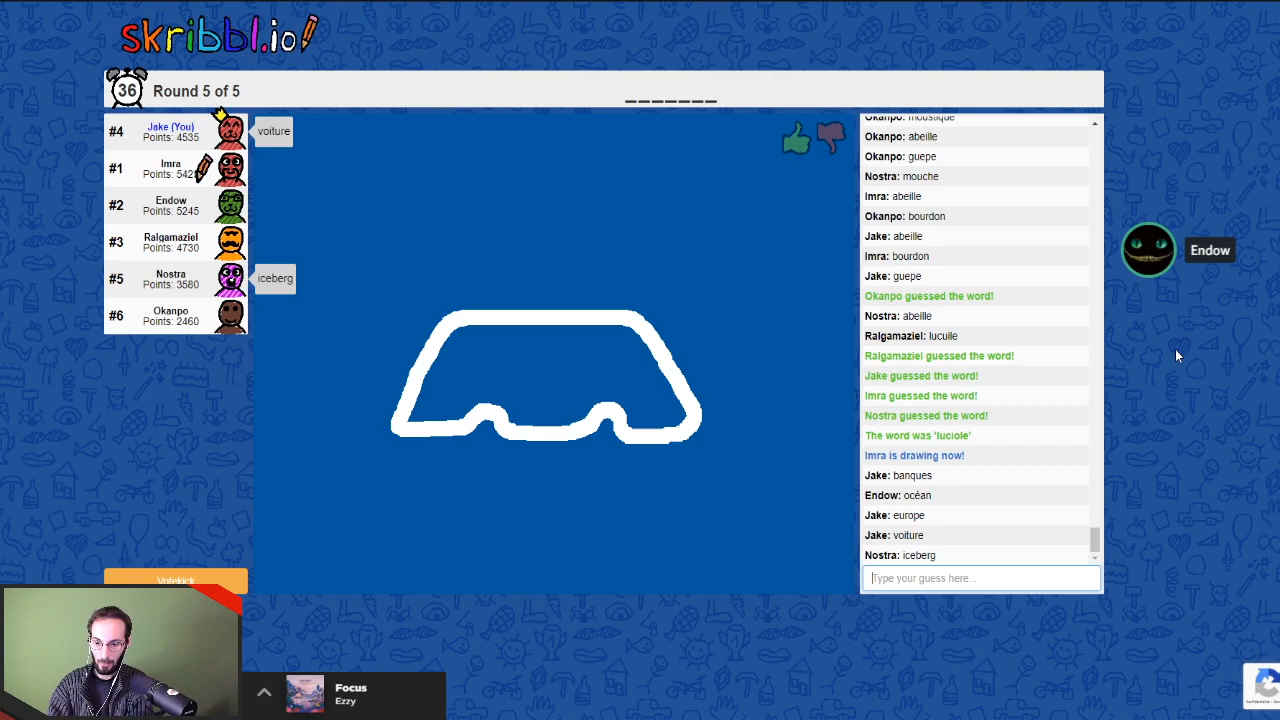 skribbl.io
36
Round 5 of 5
_______
#4
Jake (You)
Points: 4535
voiture
#1
Imra
#2
Endow
Points: 5245
#3
Ralgamaziel
Points: 4730
#5
Nostra
Points: 3580
iceberg
#6
Okanpo
Points: 2460
Okanpo: moustique
Okanpo: abeille
Okanpo: guepe
Nostra: mouche
Imra: abeille
Okanpo: bourdon
Jake: abeille
Imra: bourdon
Jake: guepe
Okanpo guessed the word!
Nostra: abeille
Ralgamaziel: lucuile
Ralgamaziel guessed the word!
Jake guessed the word!
Imra guessed the word!
Nostra guessed the word!
The word was 'luciole'
Imra is drawing now!
Jake: banques
Endow: océan
Jake: europe
Jake: voiture
Nostra: iceberg
Type your guess here...
Endow
Votekick
Focus
Ezzy